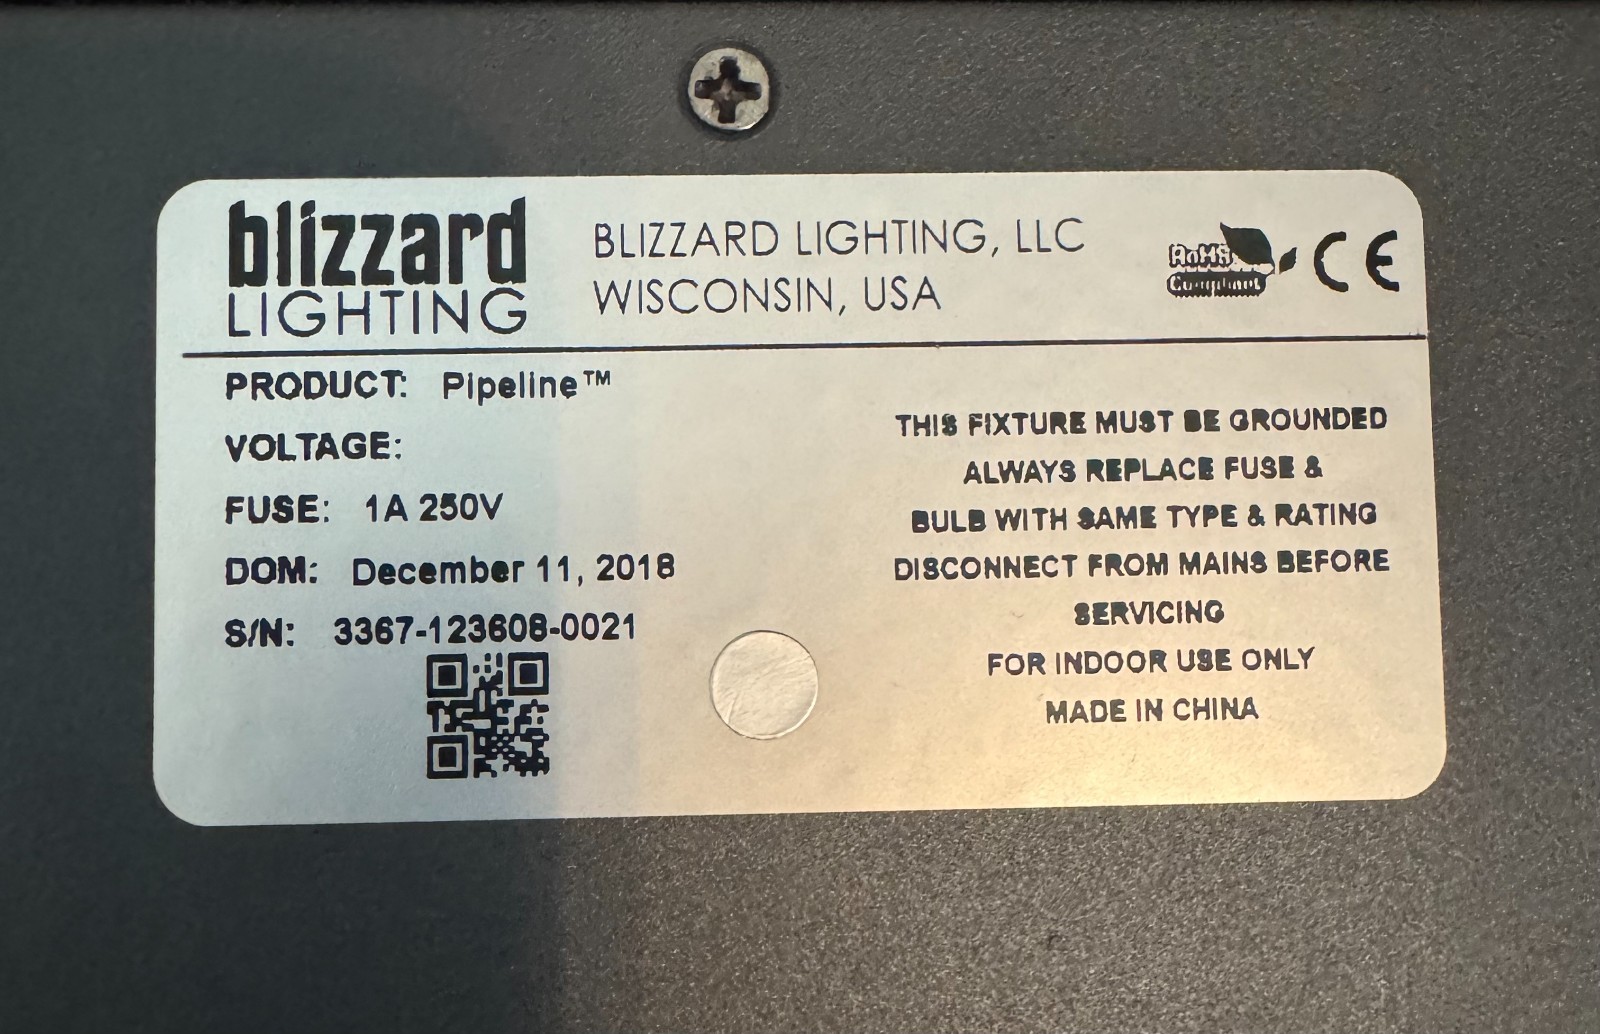 blizzard
LIGHTING
BLIZZARD LIGHTING, LLC
WISCONSIN, USA
RoHS
Compliant
CE
PRODUCT: Pipeline™
VOLTAGE:
FUSE: 1A 250V
DOM: December 11, 2018
S/N: 3367-123608-0021
THIS FIXTURE MUST BE GROUNDED
ALWAYS REPLACE FUSE &
BULB WITH SAME TYPE & RATING
DISCONNECT FROM MAINS BEFORE
SERVICING
FOR INDOOR USE ONLY
MADE IN CHINA